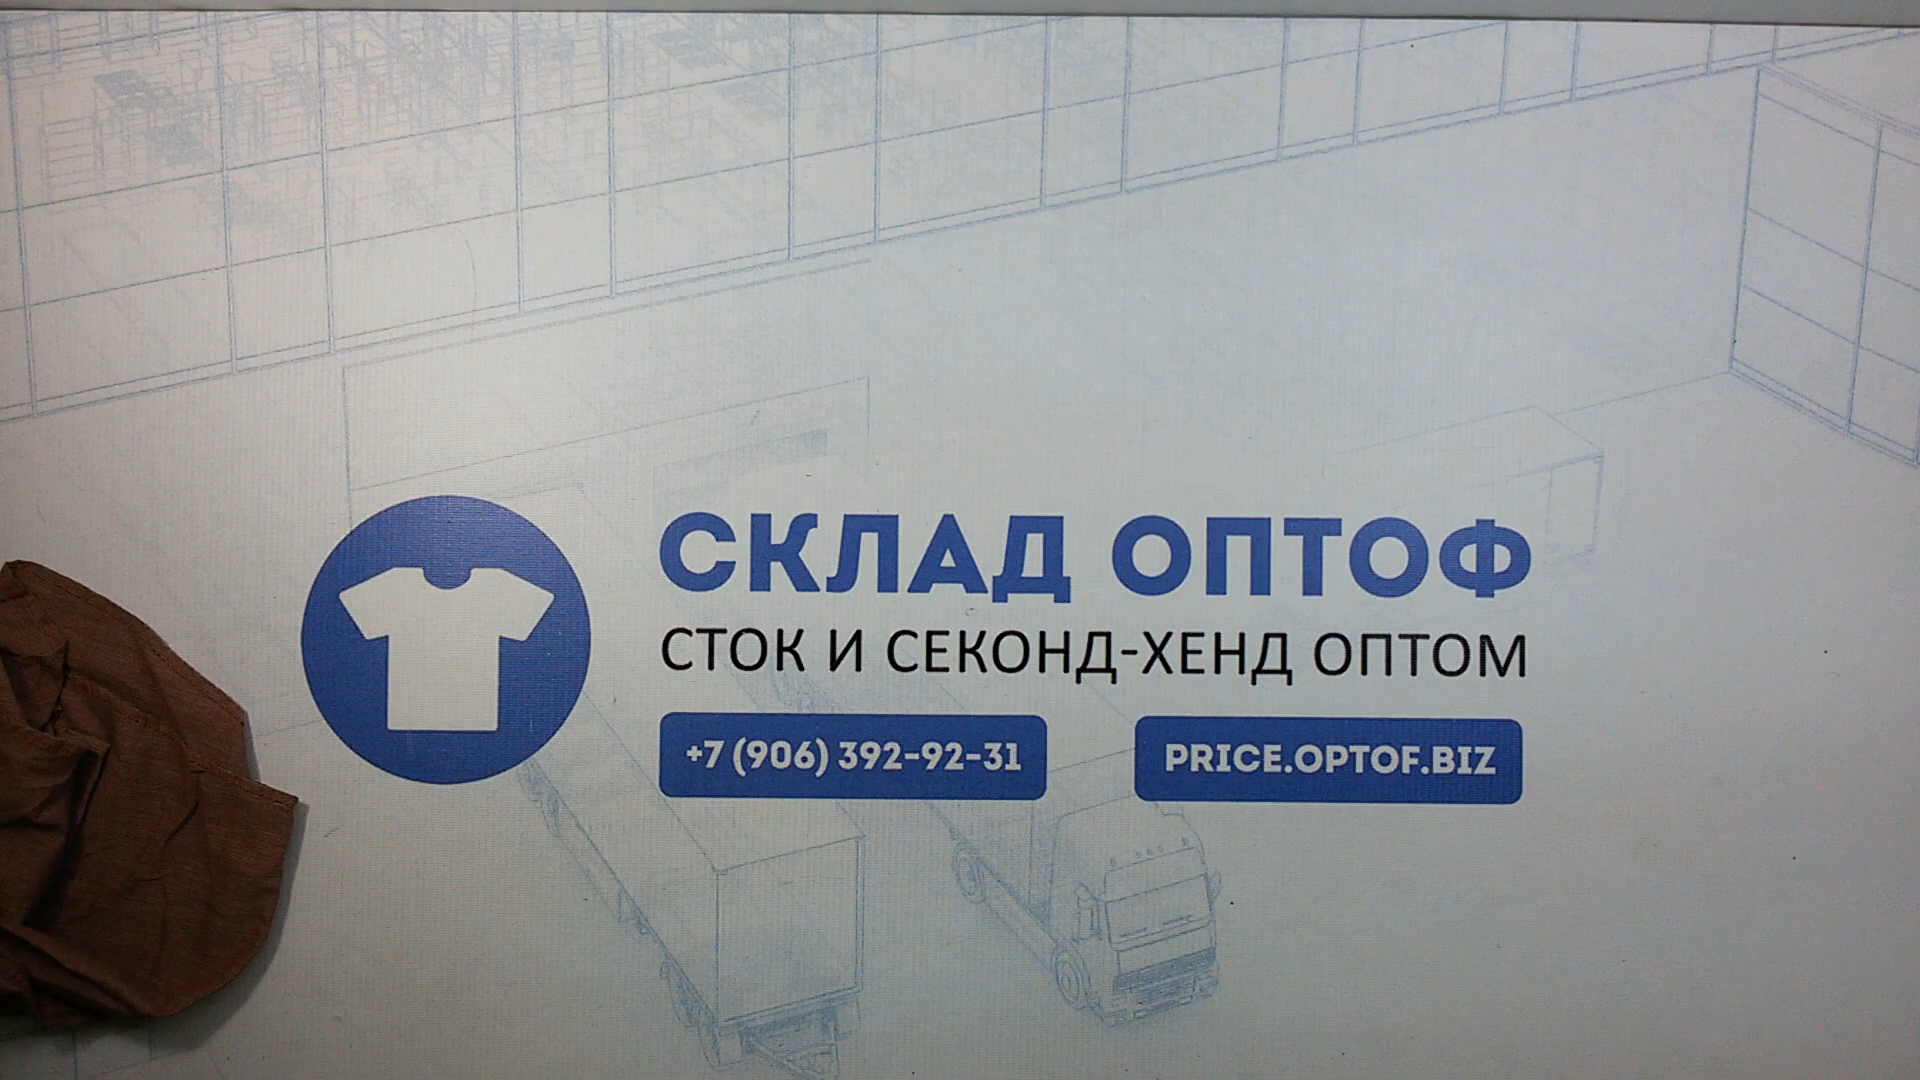 СКЛАД ОПТОФ
СТОК И СЕКОНД-ХЕНД ОПТОМ
+7 (906) 392-92-31
PRICE.OPTOF.BIZ